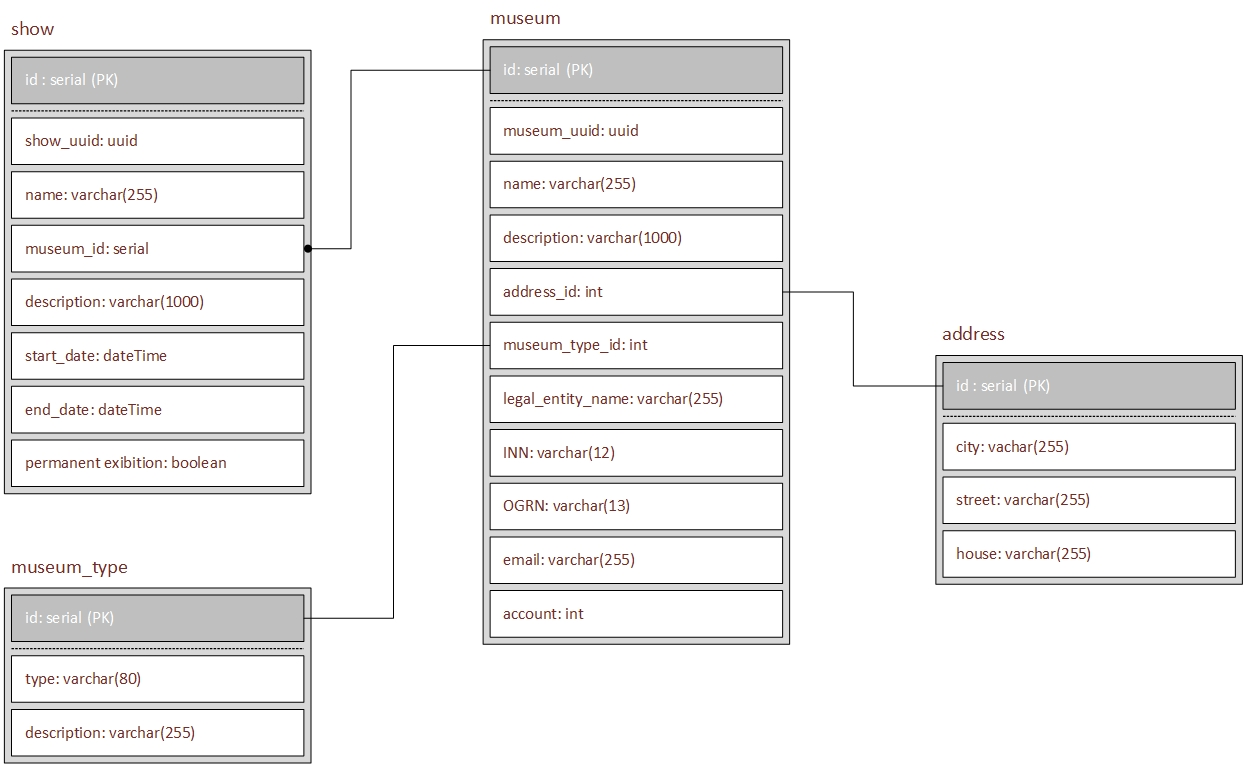 show
id : serial (PK)
show_uuid: uuid
name: varchar(255)
museum_id: serial
description: varchar(1000)
start_date: dateTime
end_date: dateTime
permanent exibition: boolean
museum_type
id: serial (PK)
type: varchar(80)
description: varchar(255)
museum
id: serial (PK)
museum_uuid: uuid
name: varchar(255)
description: varchar(1000)
address_id: int
museum_type_id: int
legal_entity_name: varchar(255)
INN: varchar(12)
OGRN: varchar(13)
email: varchar(255)
account: int
address
id : serial (PK)
city: vachar(255)
street: varchar(255)
house: varchar(255)